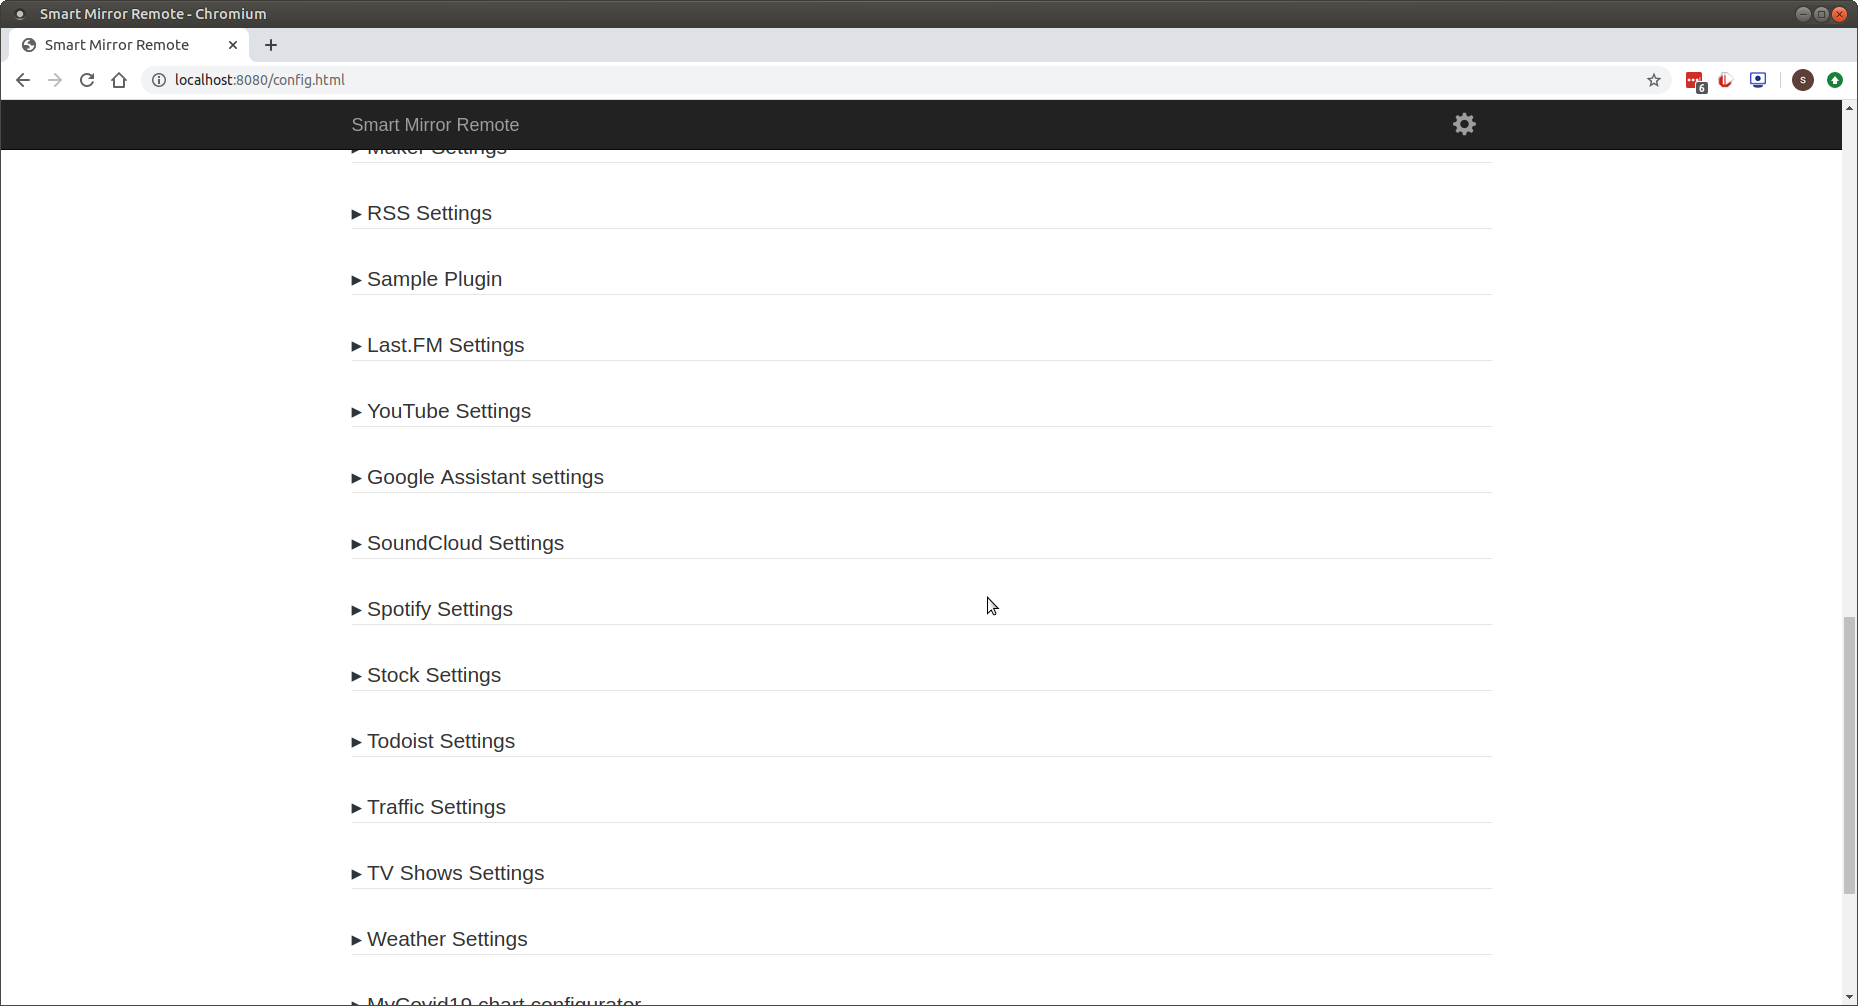 Smart Mirror Remote - Chromium
Smart Mirror Remote
localhost:8080/config.html
6
S
Smart Mirror Remote
Maker Settings
RSS Settings
Sample Plugin
Last.FM Settings
YouTube Settings
Google Assistant settings
SoundCloud Settings
Spotify Settings
Stock Settings
Todoist Settings
Traffic Settings
TV Shows Settings
Weather Settings
MyCovid19 chart configurator